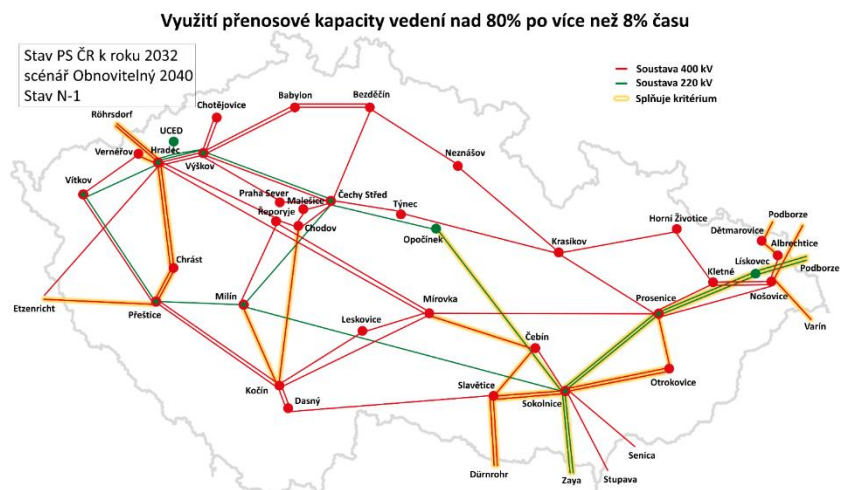 Využití přenosové kapacity vedení nad 80% po více než 8% času
Stav PS ČR k roku 2032
scénář Obnovitelný 2040
Stav N-1
Soustava 400 kV
Soustava 220 kV
Splňuje kritérium
Röhrsdorf
UCED
Chotějovice
Babylon
Bezděčín
Vernéřov
Hradec
Výškov
Neznášov
Vítkov
Praha Sever
Malešice
Čechy Střed
Týnec
Řeporyje
Chodov
Opočínek
Krasíkov
Horní Životice
Dětmarovice
Podborze
Albrechtice
Lískovec
Podborze
Chrást
Kletné
Nošovice
Etzenricht
Přeštice
Milín
Mírovka
Prosenice
Varín
Leskovice
Čebín
Kočín
Dasný
Slavětice
Sokolnice
Otrokovice
Senica
Dürnrohr
Zaya
Stupava